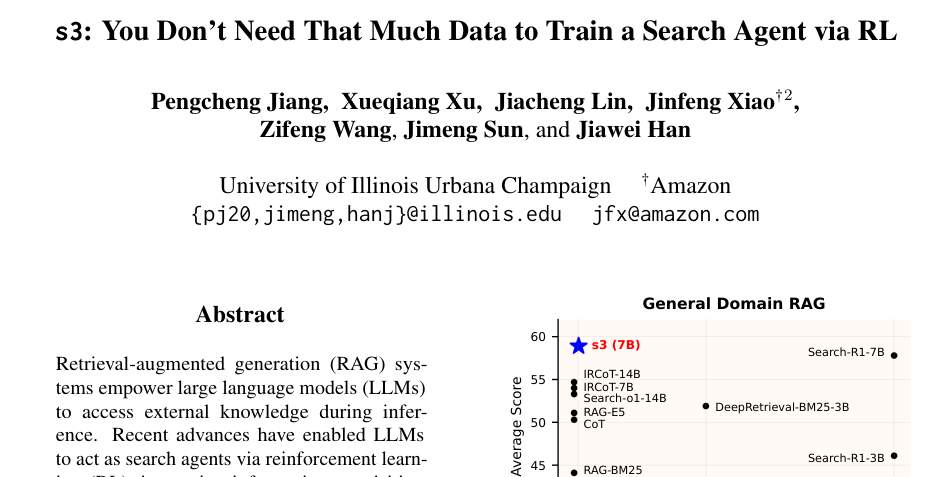 s3: You Don't Need That Much Data to Train a Search Agent via RL
Pengcheng Jiang, Xueqiang Xu, Jiacheng Lin, Jinfeng Xiao†2,
Zifeng Wang, Jimeng Sun, and Jiawei Han
University of Illinois Urbana Champaign †Amazon
{pj20,jimeng,hanj}@illinois.edu jfx@amazon.com
Abstract
Retrieval-augmented generation (RAG) sys-
tems empower large language models (LLMs)
to access external knowledge during infer-
ence. Recent advances have enabled LLMs
to act as search agents via reinforcement learn-
General Domain RAG
Average Score
60
55
50
45
s3 (7B)
Search-R1-7B
IRCoT-14B
IRCoT-7B
Search-o1-14B
DeepRetrieval-BM25-3B
RAG-E5
CoT
Search-R1-3B
RAG-BM25